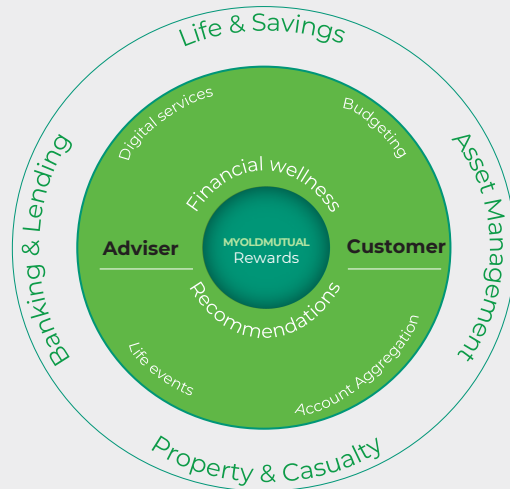 Life & Savings
Digital services
Budgeting
Banking & Lending
Asset Management
Financial wellness
Adviser
MYOLDMUTUAL
Rewards
Customer
Recommendations
Life events
Account Aggregation
Property & Casualty